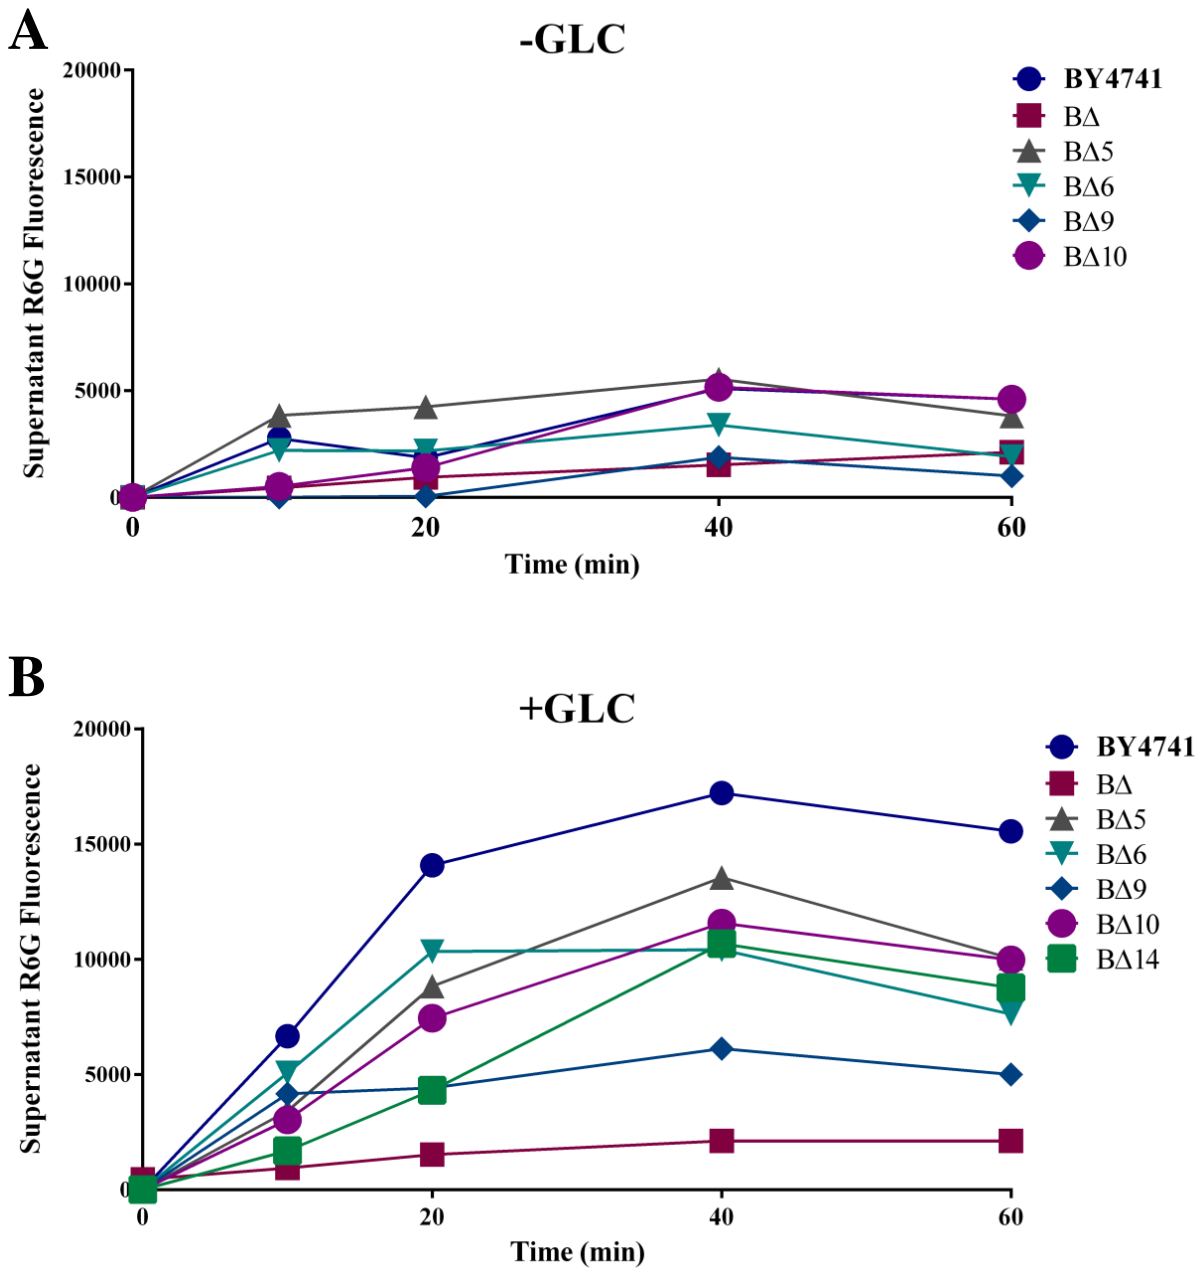 A
-GLC
20000
15000
10000
5000
0
Supernatant R6G Fluorescence
0
20
40
60
Time (min)
BY4741
BΔ
BΔ5
BΔ6
BΔ9
BΔ10
B
+GLC
20000
15000
10000
5000
0
Supernatant R6G Fluorescence
0
20
40
60
Time (min)
BY4741
BΔ
BΔ5
BΔ6
BΔ9
BΔ10
BΔ14